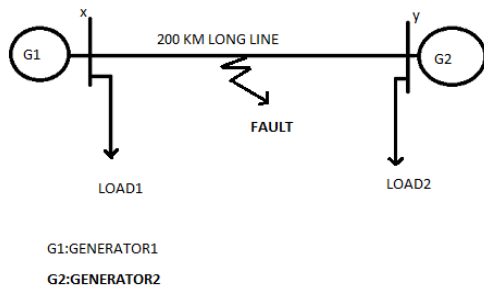 x
y
G1
200 KM LONG LINE
G2
FAULT
LOAD1
LOAD2
G1:GENERATOR1
G2:GENERATOR2